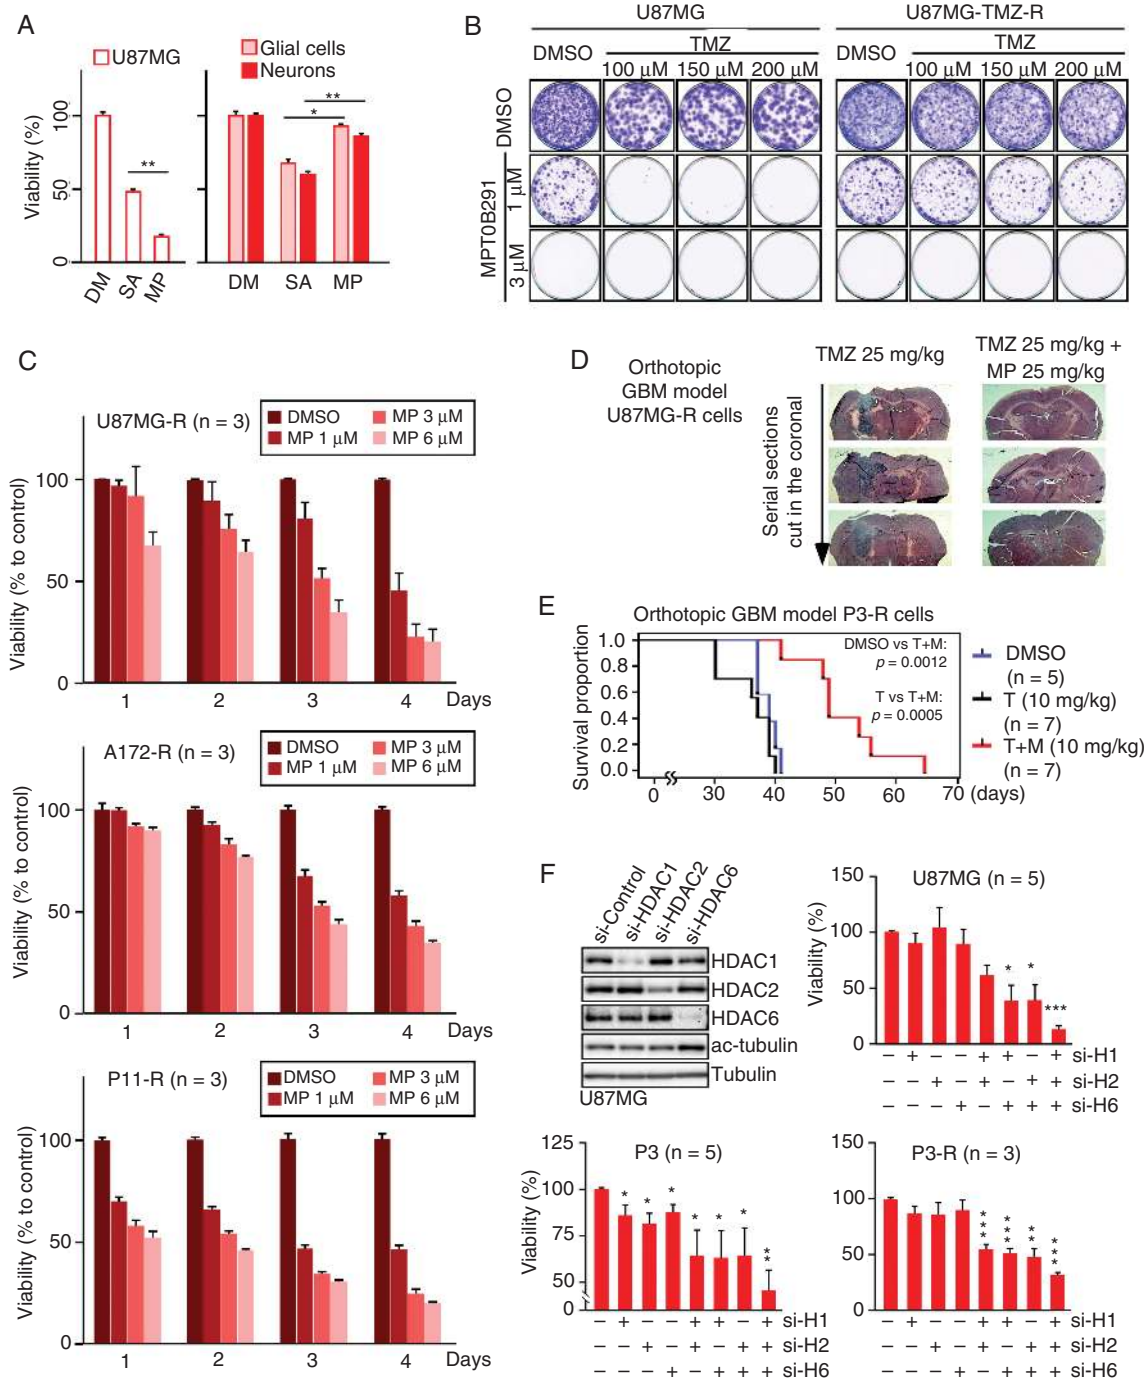 A
U87MG
Glial cells
Neurons
Viability (%)
100
50
0
**
*
**
DM
SA
MP
DM
SA
MP
B
U87MG
U87MG-TMZ-R
DMSO
TMZ
DMSO
TMZ
100 µM
150 µM
200 µM
100 µM
150 µM
200 µM
DMSO
MPT0B291
1 µM
3 µM
C
U87MG-R (n = 3)
DMSO
MP 3 µM
MP 1 µM
MP 6 µM
Viability (% to control)
100
50
0
1
2
3
4
Days
A172-R (n = 3)
DMSO
MP 3 µM
MP 1 µM
MP 6 µM
Viability (% to control)
100
50
0
1
2
3
4
Days
P11-R (n = 3)
DMSO
MP 3 µM
MP 1 µM
MP 6 µM
Viability (% to control)
100
50
0
1
2
3
4
Days
D
Orthotopic
GBM model
U87MG-R cells
TMZ 25 mg/kg
TMZ 25 mg/kg +
MP 25 mg/kg
Serial sections
cut in the coronal
E
Orthotopic GBM model P3-R cells
Survival proportion
1.0
0.8
0.6
0.4
0.2
0.0
0
30
40
50
60
70
(days)
DMSO vs T+M:
p = 0.0012
T vs T+M:
p = 0.0005
DMSO
(n = 5)
T (10 mg/kg)
(n = 7)
T+M (10 mg/kg)
(n = 7)
F
si-Control
si-HDAC1
si-HDAC2
si-HDAC6
HDAC1
HDAC2
HDAC6
ac-tubulin
Tubulin
U87MG
U87MG (n = 5)
Viability (%)
150
100
50
0
*
*
***
– + – – + + – + si-H1
– – + – + – + + si-H2
– – – + – + + + si-H6
P3 (n = 5)
Viability (%)
125
100
75
50
0
*
*
*
*
*
*
**
– + – – + + – + si-H1
– – + – + – + + si-H2
– – – + – + + + si-H6
P3-R (n = 3)
150
100
50
0
***
***
**
***
– + – – + + – + si-H1
– – + – + – + + si-H2
– – – + – + + + si-H6